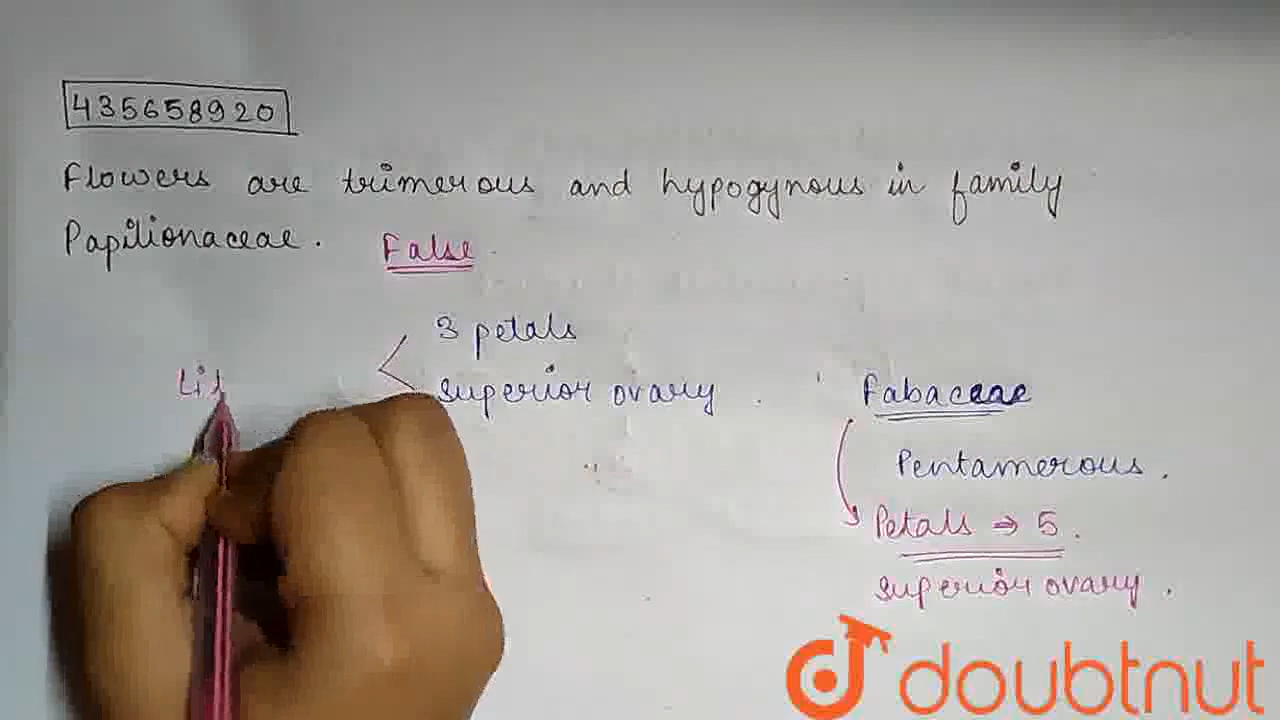 435658920
Flowers are trimerous and hypogynous in family
Papilionaceae. False
3 petals
superior ovary.
Fabaceae
Pentamerous.
Petals ⇒ 5.
superior ovary.
doubtnut